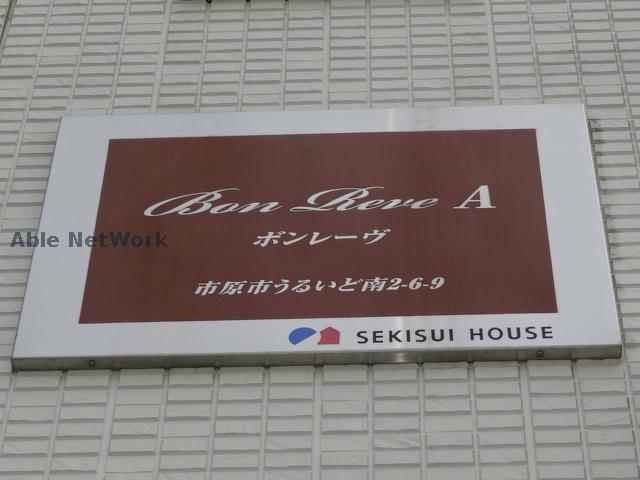 Bon Reve A
ボンレーヴ
Able NetWork
市原市うるいど南2-6-9
SEKISUI HOUSE